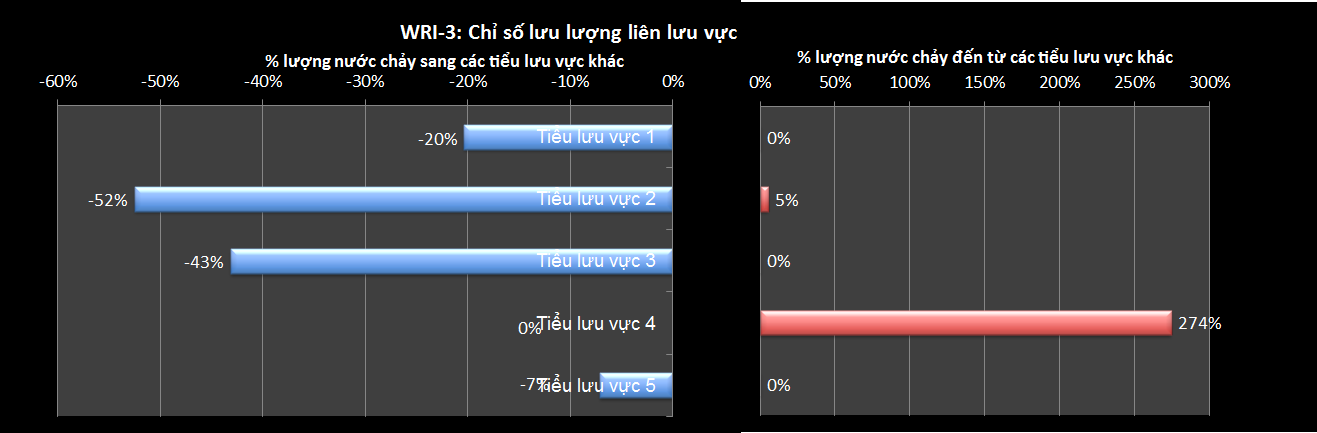 WRI-3: Chỉ số lưu lượng liên lưu vực
% lượng nước chảy sang các tiểu lưu vực khác
-60% -50% -40% -30% -20% -10% 0%
-20% Tiểu lưu vực 1
-52% Tiểu lưu vực 2
-43% Tiểu lưu vực 3
0% Tiểu lưu vực 4
-7% Tiểu lưu vực 5
% lượng nước chảy đến từ các tiểu lưu vực khác
0% 50% 100% 150% 200% 250% 300%
0%
5%
0%
274%
0%